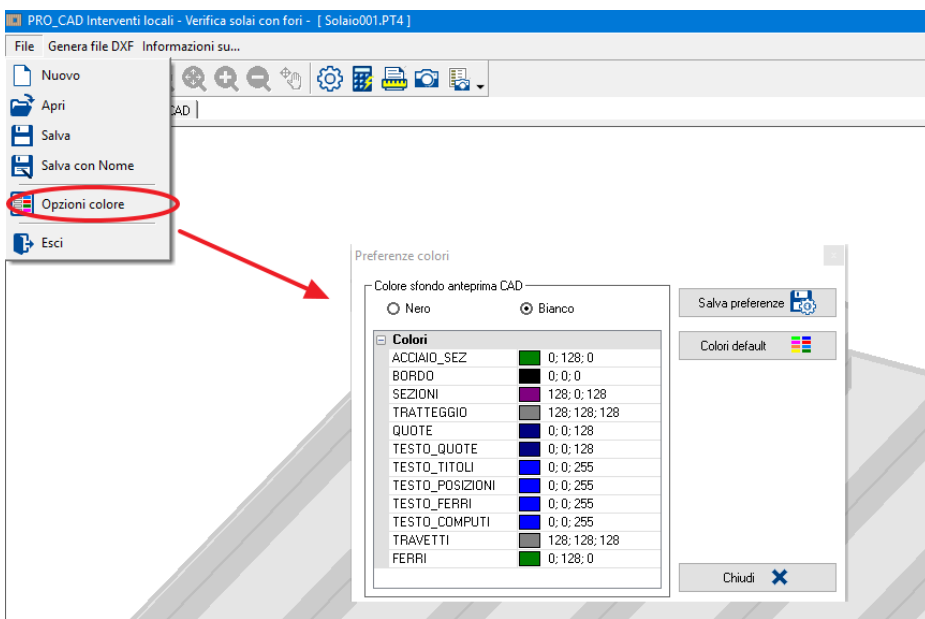 PRO_CAD Interventi locali - Verifica solai con fori - [ Solaio001.PT4 ]
File Genera file DXF Informazioni su...
Nuovo
Apri
CAD
Salva
Salva con Nome
Opzioni colore
Esci
Preferenze colori
Colore sfondo anteprima CAD
Nero Bianco
Salva preferenze
Colori
Colori default
ACCIAIO_SEZ 0; 128; 0
BORDO 0; 0; 0
SEZIONI 128; 0; 128
TRATTEGGIO 128; 128; 128
QUOTE 0; 0; 128
TESTO_QUOTE 0; 0; 128
TESTO_TITOLI 0; 0; 255
TESTO_POSIZIONI 0; 0; 255
TESTO_FERRI 0; 0; 255
TESTO_COMPUTI 0; 0; 255
TRAVETTI 128; 128; 128
FERRI 0; 128; 0
Chiudi